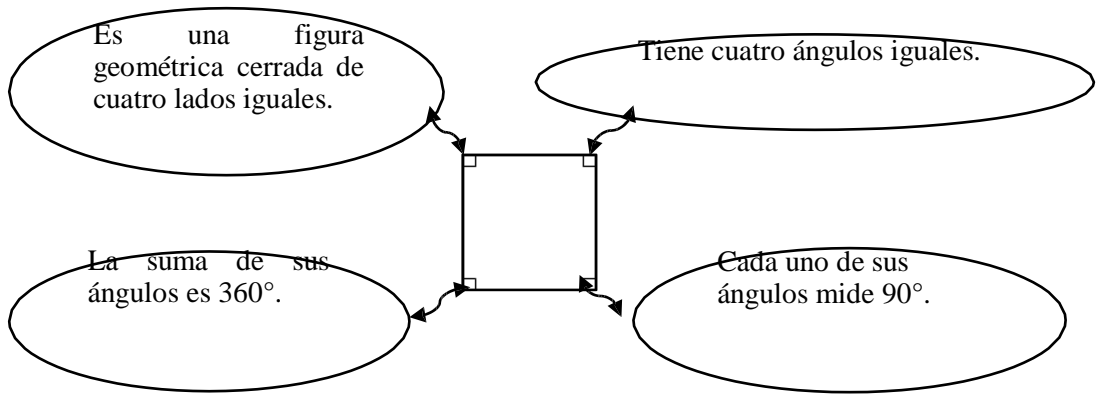 Es una figura
geométrica cerrada de
cuatro lados iguales.
Tiene cuatro ángulos iguales.
La suma de sus
ángulos es 360°.
Cada uno de sus
ángulos mide 90°.